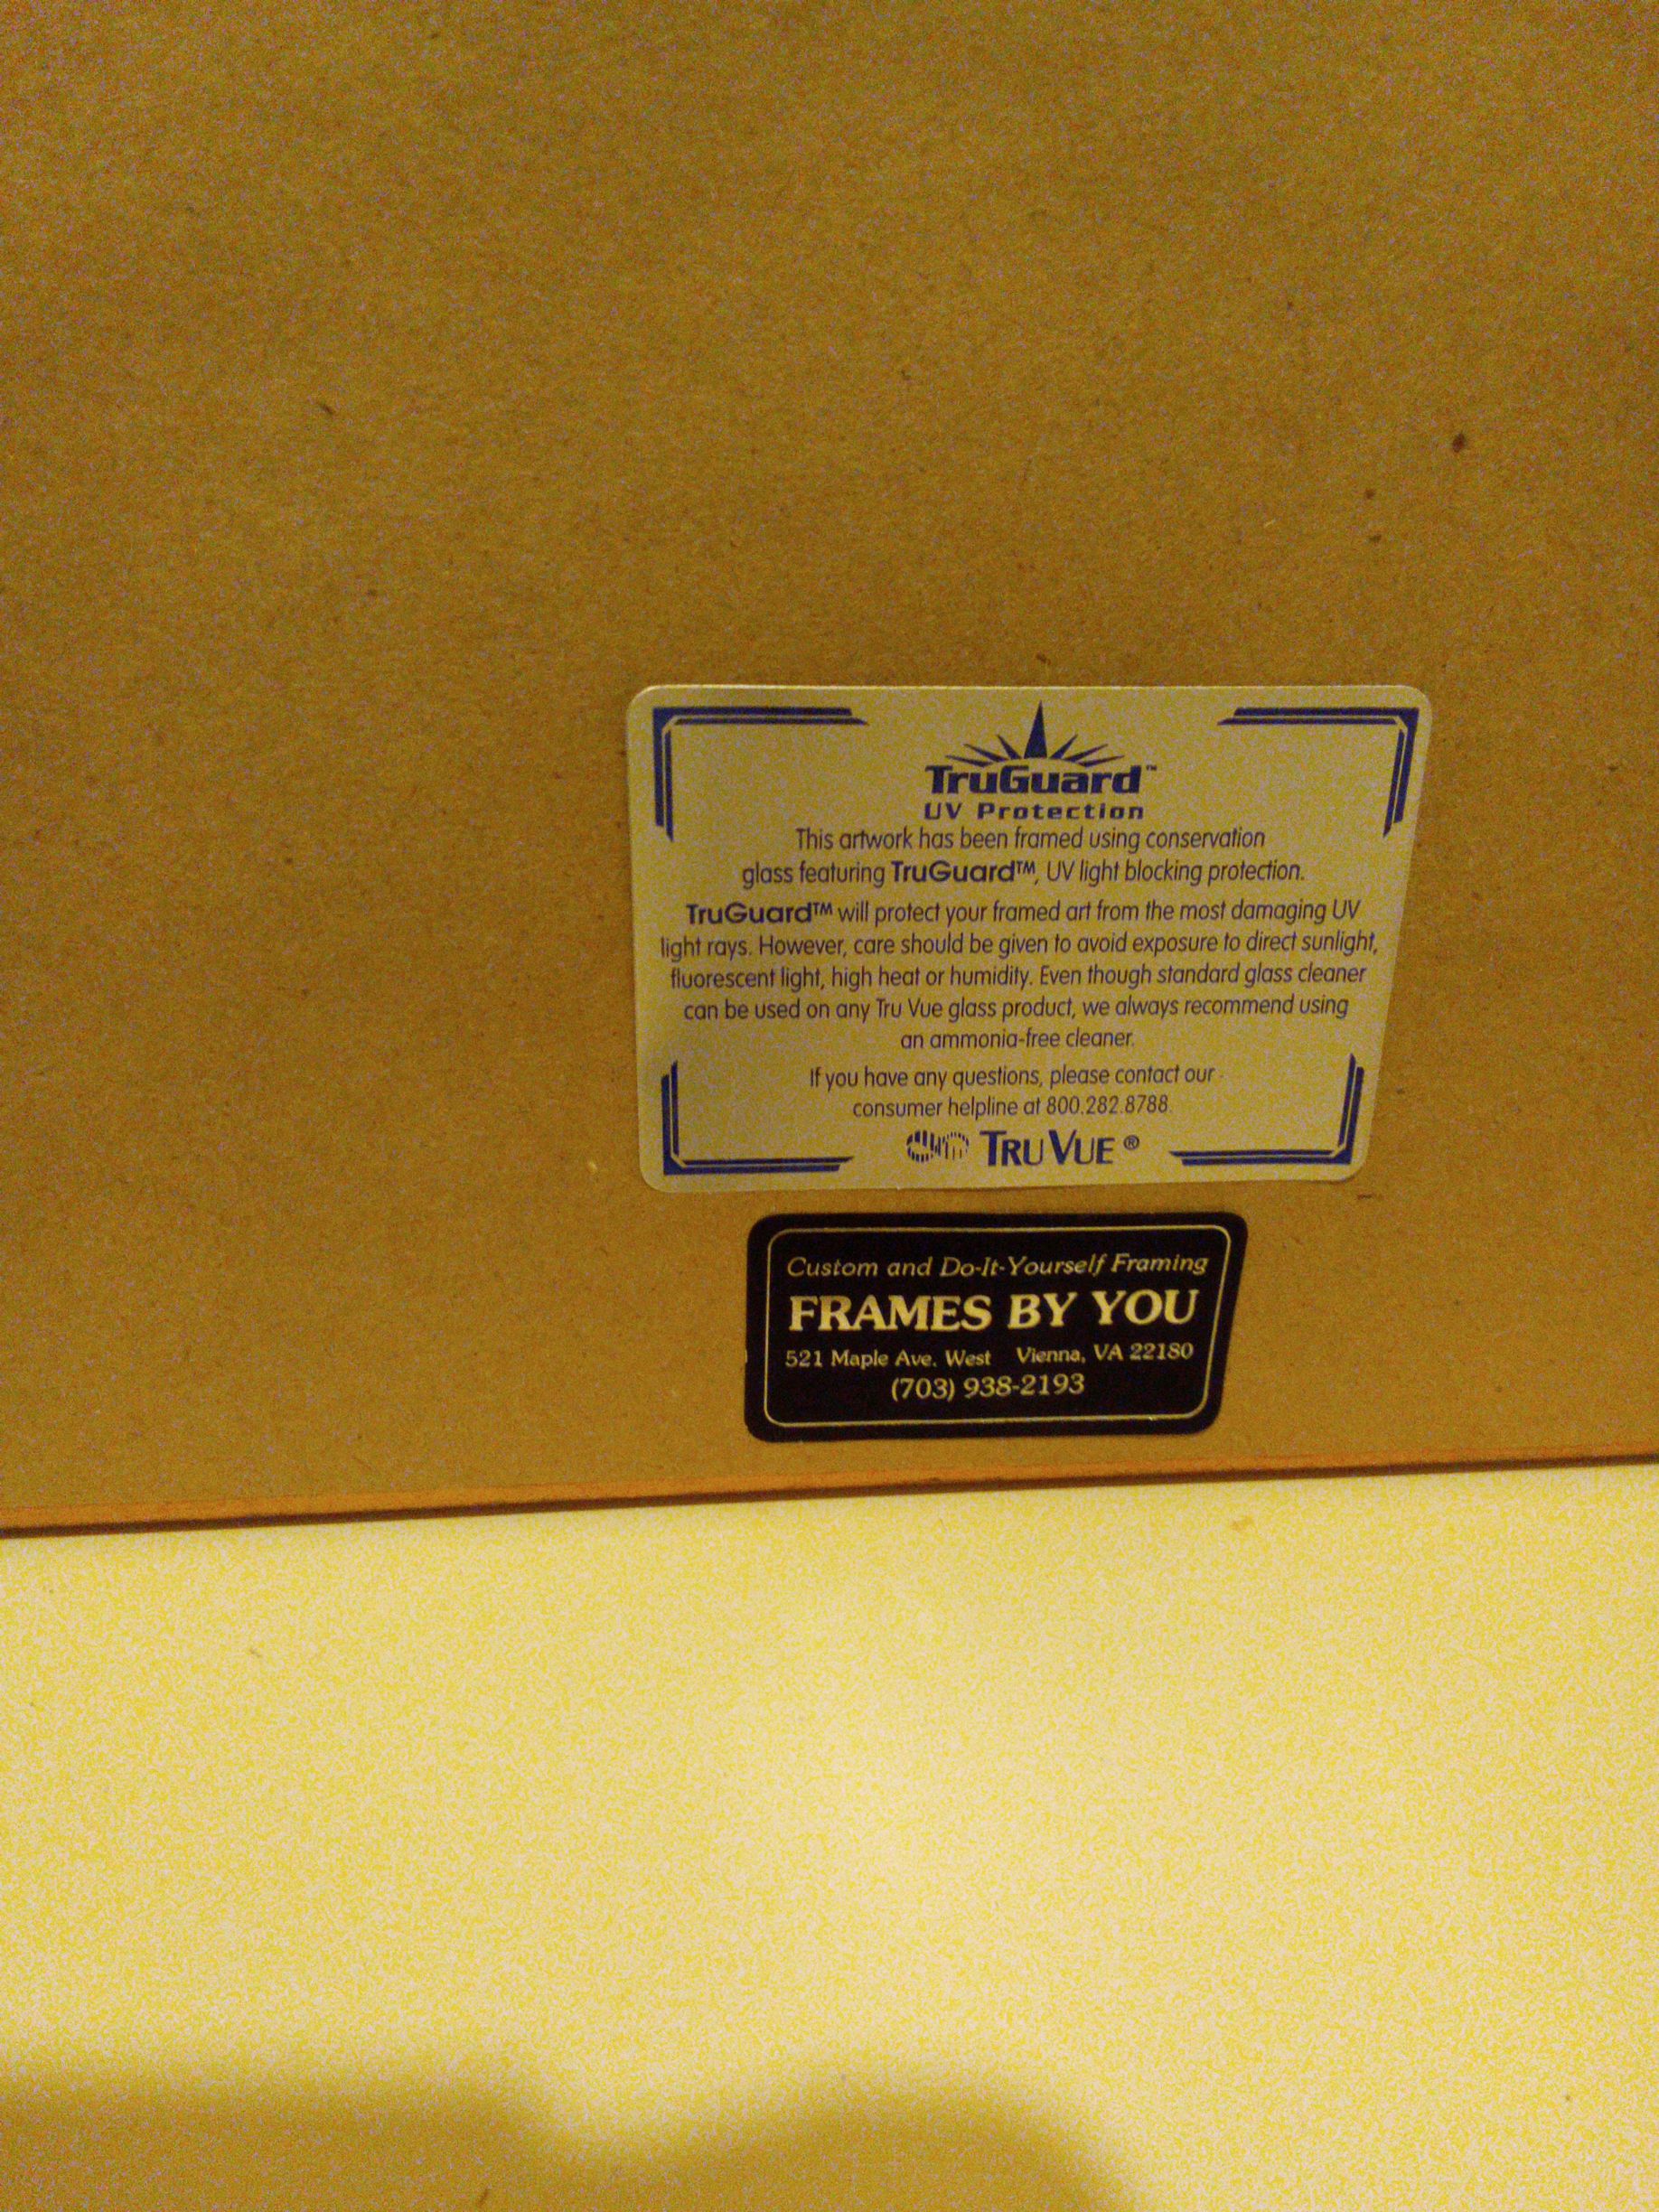 TruGuard™
UV Protection
This artwork has been framed using conservation
glass featuring TruGuard™, UV light blocking protection.
TruGuard™ will protect your framed art from the most damaging UV
light rays. However, care should be given to avoid exposure to direct sunlight,
fluorescent light, high heat or humidity. Even though standard glass cleaner
can be used on any Tru Vue glass product, we always recommend using
an ammonia-free cleaner.
If you have any questions, please contact our
consumer helpline at 800.282.8788.
TRU VUE ®
Custom and Do-It-Yourself Framing
FRAMES BY YOU
521 Maple Ave. West Vienna, VA 22180
(703) 938-2193